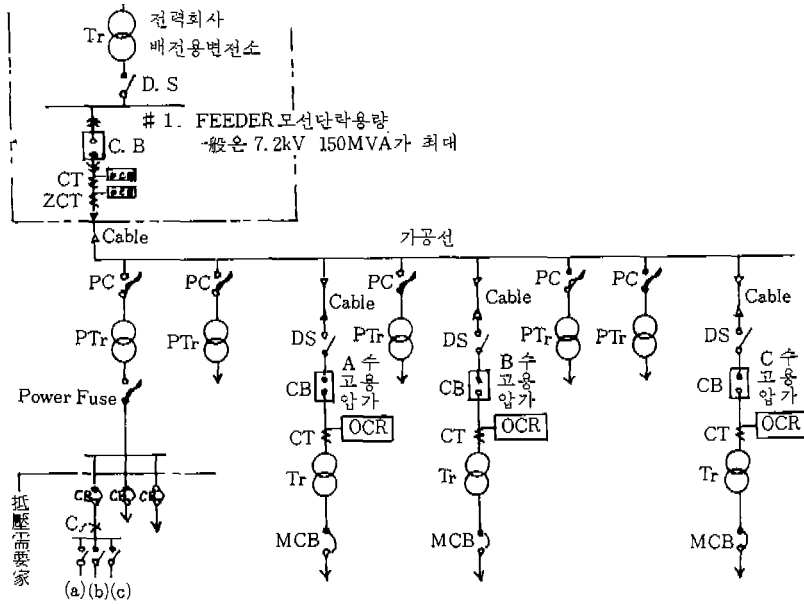 Tr
전력회사
배전용변전소
D. S
# 1. FEEDER 모선단락용량
一般은 7.2kV 150MVA가 최대
C. B
CT
ZCT
Cable
가공선
PC
PC
Cable
PC
Cable
PC
PC
Cable
PTr
PTr
DS
PTr
DS
PTr
PTr
DS
Power Fuse
CB
A 수
고용
압가
CB
B 수
고용
압가
CB
C 수
고용
압가
CT
OCR
CT
OCR
CT
OCR
Tr
Tr
Tr
CB
CB
CB
抵壓需要家
MCB
MCB
MCB
(a) (b) (c)